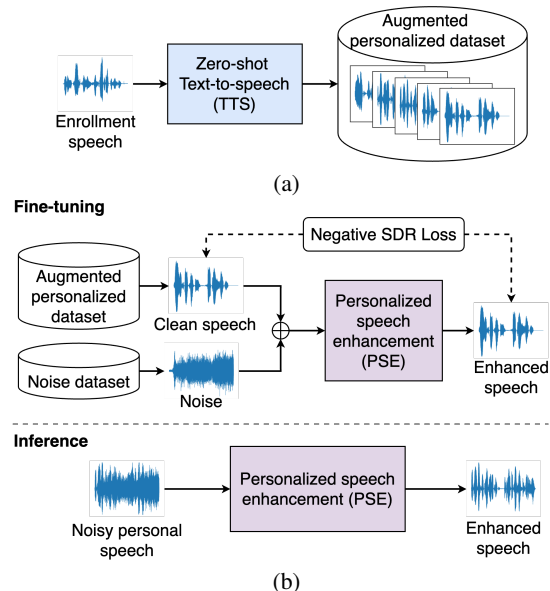 Augmented
personalized dataset
Zero-shot
Text-to-speech
(TTS)
Enrollment
speech
(a)
Fine-tuning
Negative SDR Loss
Augmented
personalized
dataset
Clean speech
Personalized
speech
enhancement
(PSE)
Noise dataset
Noise
Enhanced
speech
Inference
Personalized speech
enhancement (PSE)
Noisy personal
speech
Enhanced
speech
(b)